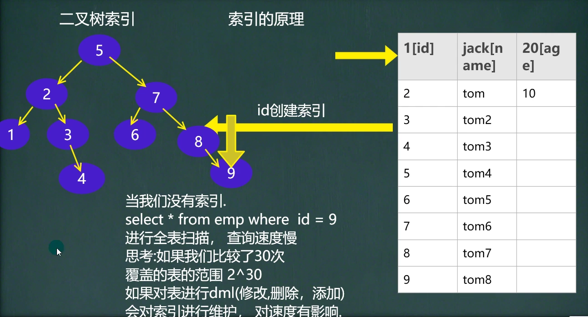 二叉树索引
索引的原理
5
2
7
1
3
6
8
4
9
id创建索引
1[id] jack[name] 20[age]
2 tom 10
3 tom2
4 tom3
5 tom4
6 tom5
7 tom6
8 tom7
9 tom8
当我们没有索引.
select * from emp where id = 9
进行全表扫描，查询速度慢
思考:如果我们比较了30次
覆盖的表的范围 2^30
如果对表进行dml(修改,删除，添加)
会对索引进行维护，对速度有影响.